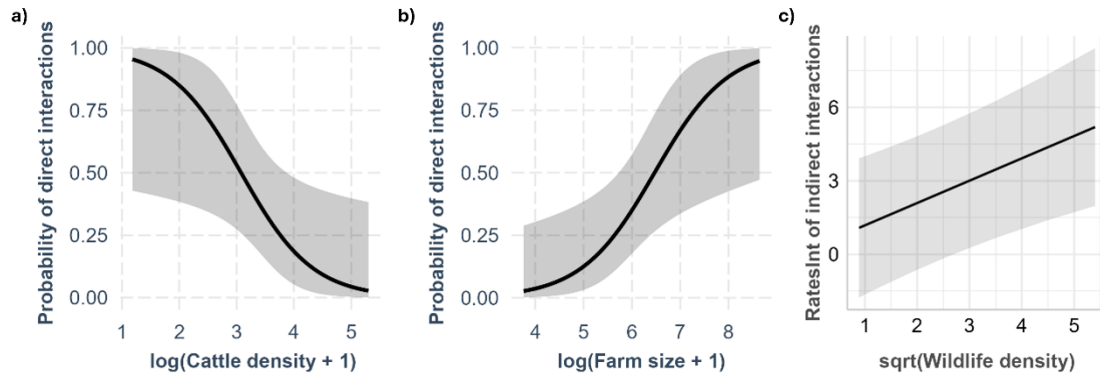 a)
Probability of direct interactions
1.00
0.75
0.50
0.25
0.00
1 2 3 4 5
log(Cattle density + 1)
b)
Probability of direct interactions
1.00
0.75
0.50
0.25
0.00
4 5 6 7 8
log(Farm size + 1)
c)
RatesInt of indirect interactions
6
3
0
1 2 3 4 5
sqrt(Wildlife density)